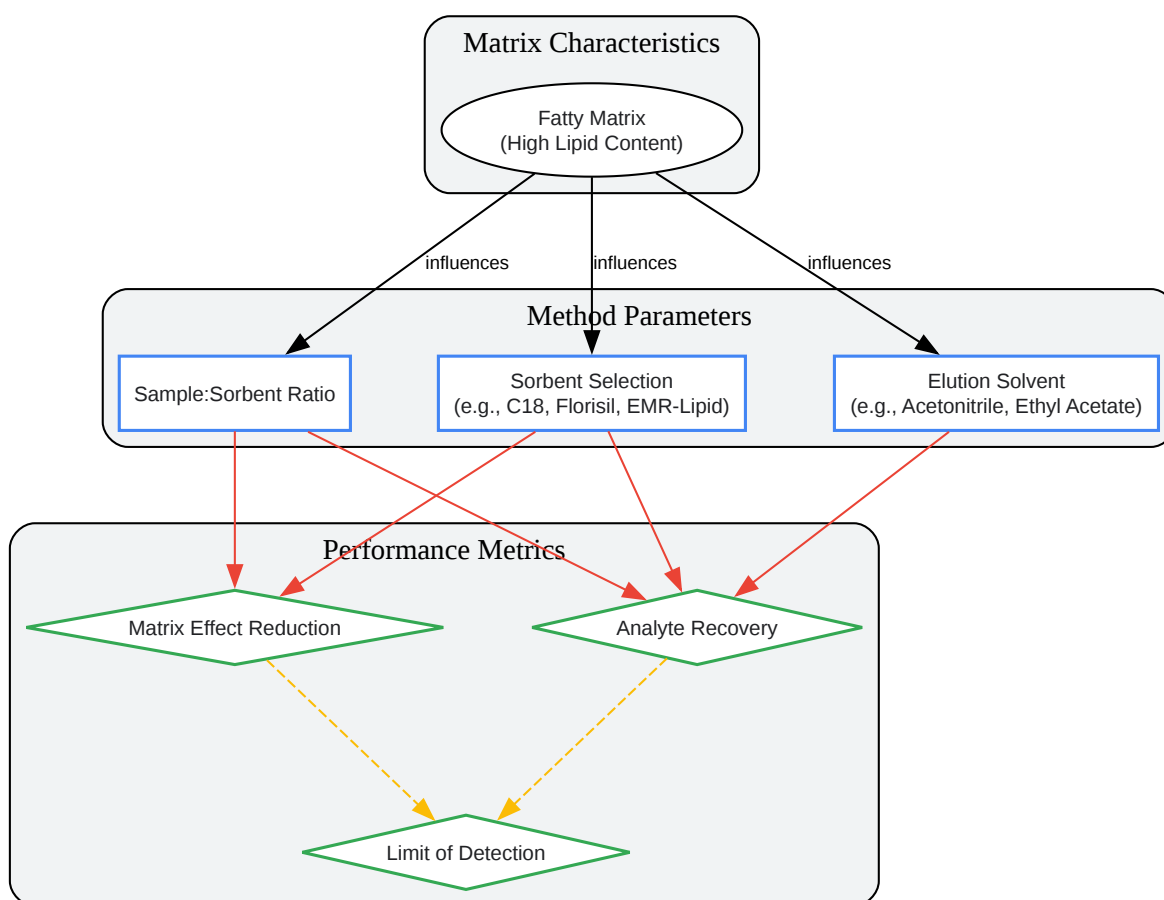 Matrix Characteristics
Fatty Matrix
(High Lipid Content)
influences
influences
influences
Method Parameters
Sample:Sorbent Ratio
Sorbent Selection
(e.g., C18, Florisil, EMR-Lipid)
Elution Solvent
(e.g., Acetonitrile, Ethyl Acetate)
Performance Metrics
Matrix Effect Reduction
Analyte Recovery
Limit of Detection